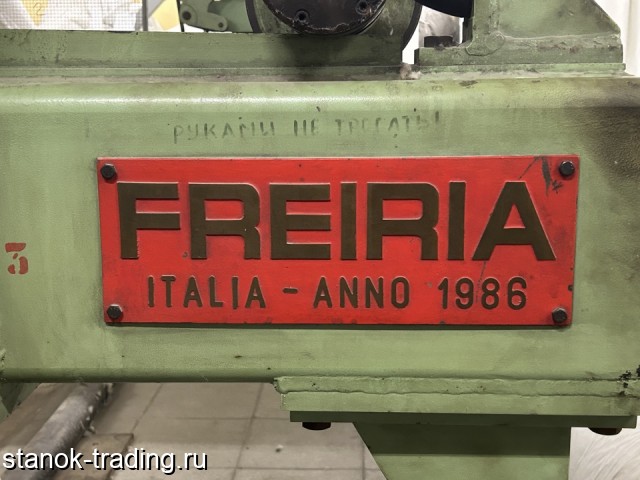 РУКАМИ НЕ ТРОГАТЬ!
FREIRIA
ITALIA - ANNO 1986
3
stanok-trading.ru